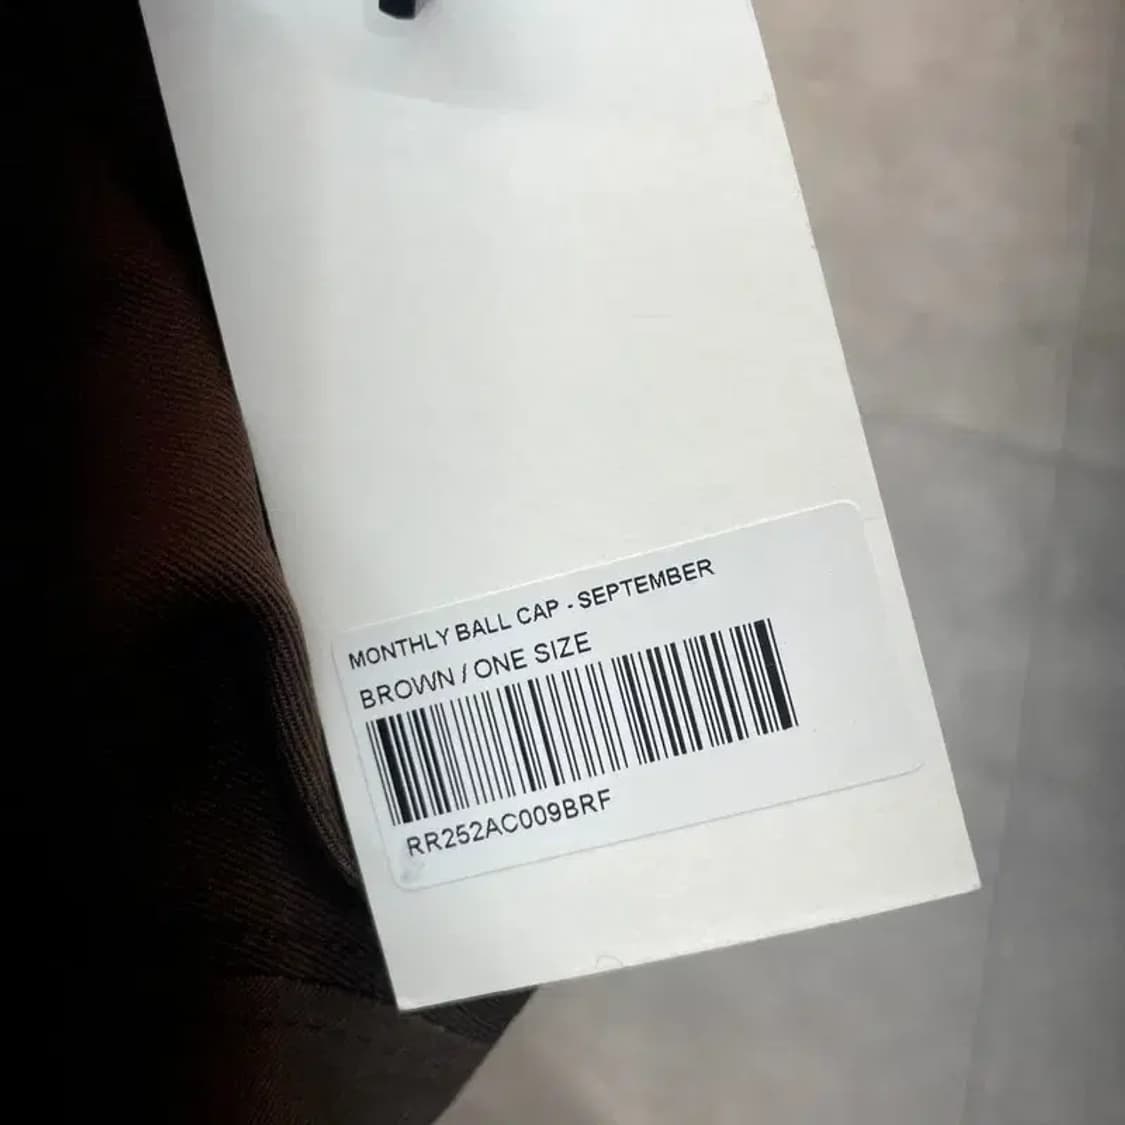 MONTHLY BALL CAP - SEPTEMBER
BROWN / ONE SIZE
RR252AC009BRF